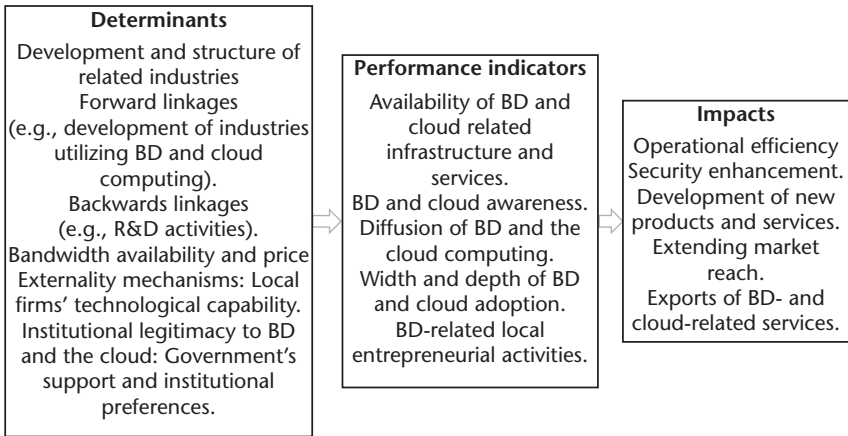 Determinants
Development and structure of
related industries
Forward linkages
(e.g., development of industries
utilizing BD and cloud
computing).
Backwards linkages
(e.g., R&D activities).
Bandwidth availability and price
Externality mechanisms: Local
firms’ technological capability.
Institutional legitimacy to BD
and the cloud: Government’s
support and institutional
preferences.
Performance indicators
Availability of BD and
cloud related
infrastructure and
services.
BD and cloud awareness.
Diffusion of BD and the
cloud computing.
Width and depth of BD
and cloud adoption.
BD-related local
entrepreneurial activities.
Impacts
Operational efficiency
Security enhancement.
Development of new
products and services.
Extending market
reach.
Exports of BD- and
cloud-related services.